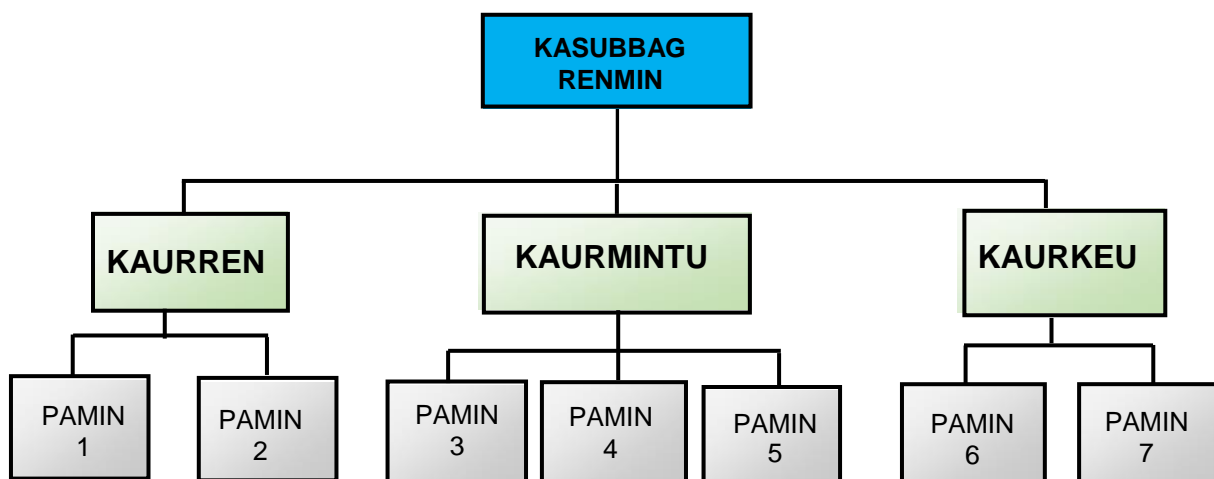 KASUBBAG
RENMIN
KAURREN
KAURMINTU
KAURKEU
PAMIN
1
PAMIN
2
PAMIN
3
PAMIN
4
PAMIN
5
PAMIN
6
PAMIN
7